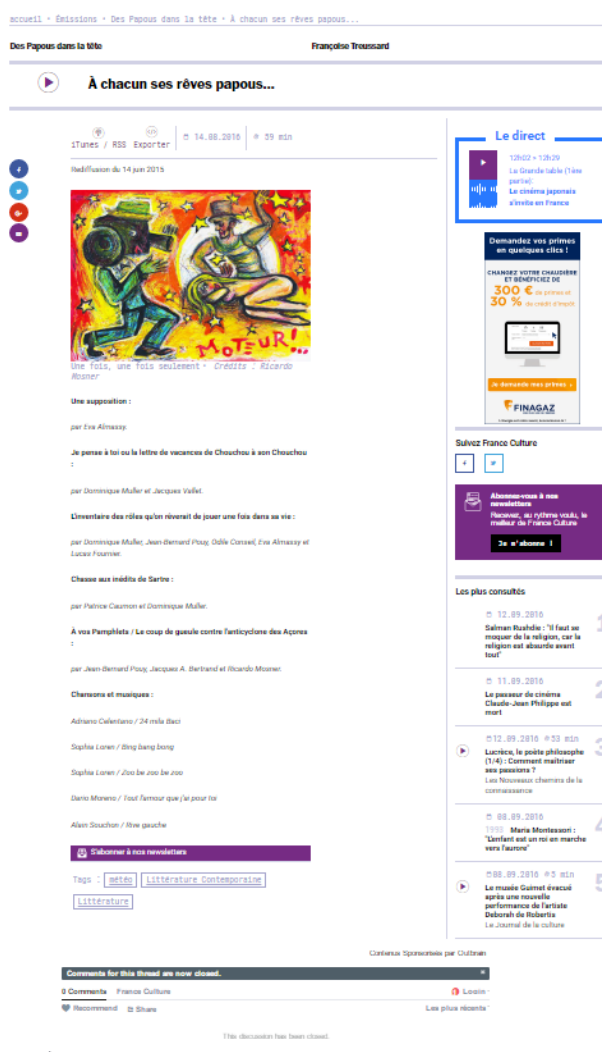 accueil • Émissions • Des Papous dans la tête • À chacun ses rêves papous...
Des Papous dans la tête
Françoise Treussard
À chacun ses rêves papous...
iTunes / RSS Exporter
14.08.2016
59 min
Rediffusion du 14 juin 2015
MOTEUR!
Une fois, une fois seulement • Crédits : Ricardo
Mosner
Une supposition :
par Eva Almassy.
Je pense à toi ou la lettre de vacances de Chouchou à son Chouchou
:
par Dominique Muller et Jacques Vallet.
L'inventaire des rôles qu'on rêverait de jouer une fois dans sa vie :
par Dominique Muller, Jean-Bernard Pouy, Odile Conseil, Eva Almassy et
Lucas Fournier.
Chasse aux inédits de Sartre :
par Patrice Caumon et Dominique Muller.
À vos Pamphlets / Le coup de gueule contre l'anticyclone des Açores
:
par Jean-Bernard Pouy, Jacques A. Bertrand et Ricardo Mosner.
Chansons et musiques :
Adriano Celentano / 24 mila Baci
Sophia Loren / Bing bang bong
Sophia Loren / Zoo be zoo be zoo
Dario Moreno / Tout l'amour que j'ai pour toi
Alain Souchon / Rive gauche
S'abonner à nos newsletters
Tags : météo Littérature Contemporaine
Littérature
Le direct
12h02 > 12h29
La Grande table (1ère
partie):
Le cinéma japonais
s'invite en France
Demandez vos primes
en quelques clics !
CHANGEZ VOTRE CHAUDIÈRE
ET BÉNÉFICIEZ DE
300 € de primes et
30 % de crédit d'impôt
Je demande mes primes >
FINAGAZ
Suivez France Culture
Abonnez-vous à nos
newsletters
Recevez, au rythme voulu, le
meilleur de France Culture
Je m'abonne !
Les plus consultés
12.09.2016
Salman Rushdie : "Il faut se
moquer de la religion, car la
religion est absurde avant
tout"
1
11.09.2016
Le passeur de cinéma
Claude-Jean Philippe est
mort
2
12.09.2016 53 min
Lucrèce, le poète philosophe
(1/4) : Comment maîtriser
ses passions ?
Les Nouveaux chemins de la
connaissance
3
08.09.2016
1993 Maria Montessori :
"L'enfant est un roi en marche
vers l'aurore"
4
08.09.2016 5 min
Le musée Guimet évacué
après une nouvelle
performance de l'artiste
Deborah de Robertis
Le Journal de la culture
5
Contenus Sponsorisés par Outbrain
Comments for this thread are now closed.
×
0 Comments France Culture
Login
Recommend Share
Les plus récents
This discussion has been closed.